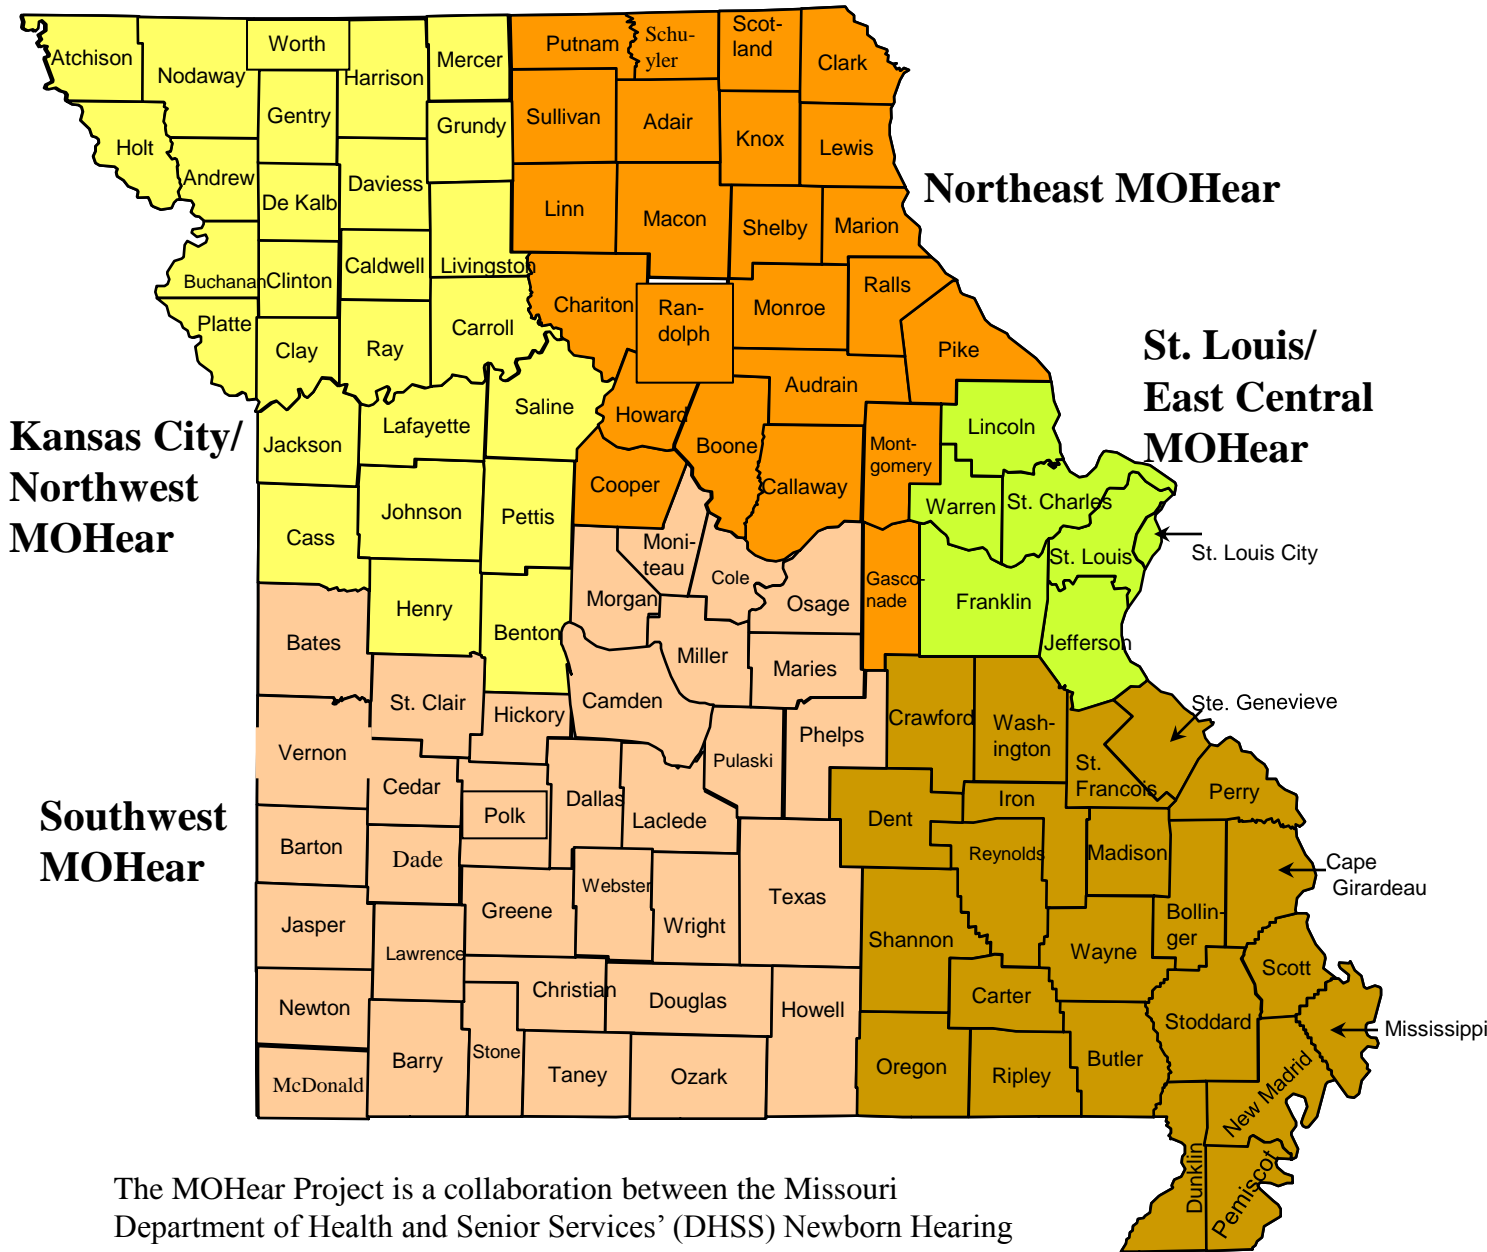 Atchison
Nodaway
Worth
Harrison
Mercer
Putnam
Schu-
yler
Scot-
land
Clark
Holt
Gentry
Grundy
Sullivan
Adair
Knox
Lewis
Andrew
De Kalb
Daviess
Linn
Macon
Shelby
Marion
Northeast MOHear
Buchanan
Clinton
Caldwell
Livingston
Chariton
Ran-
dolph
Monroe
Ralls
Platte
Clay
Ray
Carroll
Pike
Audrain
St. Louis/
East Central
MOHear
Kansas City/
Northwest
MOHear
Jackson
Lafayette
Saline
Howard
Boone
Callaway
Mont-
gomery
Lincoln
Warren
St. Charles
St. Louis
St. Louis City
Cass
Johnson
Pettis
Cooper
Moni-
teau
Cole
Osage
Gasco-
nade
Franklin
Jefferson
Bates
Henry
Benton
Morgan
Miller
Maries
St. Clair
Hickory
Camden
Pulaski
Phelps
Crawford
Wash-
ington
St.
Francois
Ste. Genevieve
Perry
Vernon
Cedar
Polk
Dallas
Laclede
Dent
Iron
Reynolds
Madison
Southwest
MOHear
Barton
Dade
Greene
Webster
Wright
Texas
Shannon
Wayne
Bollin-
ger
Cape
Girardeau
Jasper
Lawrence
Christian
Douglas
Howell
Carter
Stoddard
Scott
Mississippi
Newton
McDonald
Barry
Stone
Taney
Ozark
Oregon
Ripley
Butler
New Madrid
Dunklin
Pemiscot
The MOHear Project is a collaboration between the Missouri
Department of Health and Senior Services’ (DHSS) Newborn Hearing